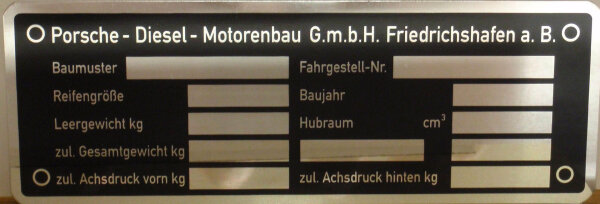 Porsche - Diesel - Motorenbau G.m.b.H. Friedrichshafen a. B.
Baumuster Fahrgestell-Nr.
Reifengröße Baujahr
Leergewicht kg Hubraum cm³
zul. Gesamtgewicht kg
zul. Achsdruck vorn kg zul. Achsdruck hinten kg